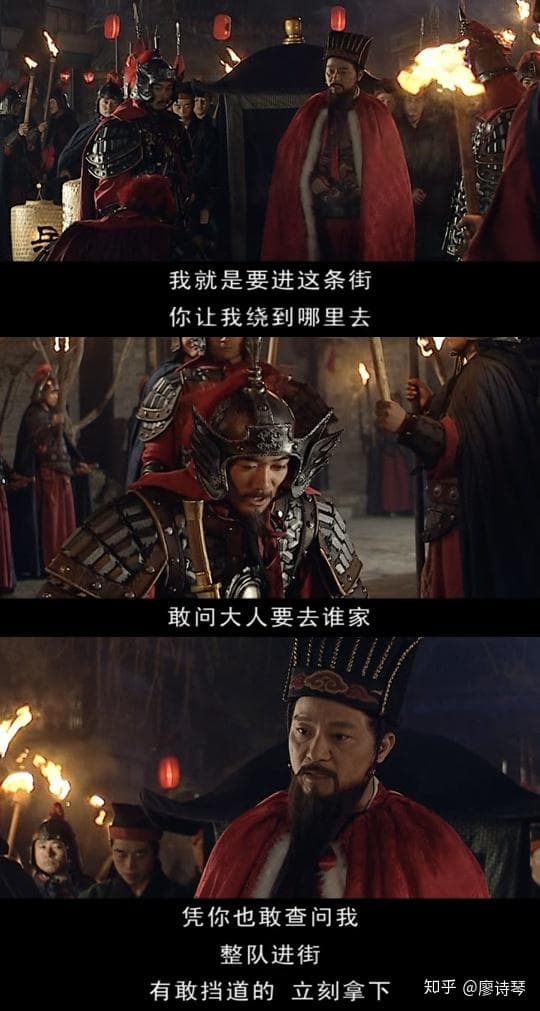 我就是要进这条街
你让我绕到哪里去
敢问大人要去谁家
凭你也敢查问我
整队进街
有敢挡道的 立刻拿下
知乎 @廖诗琴